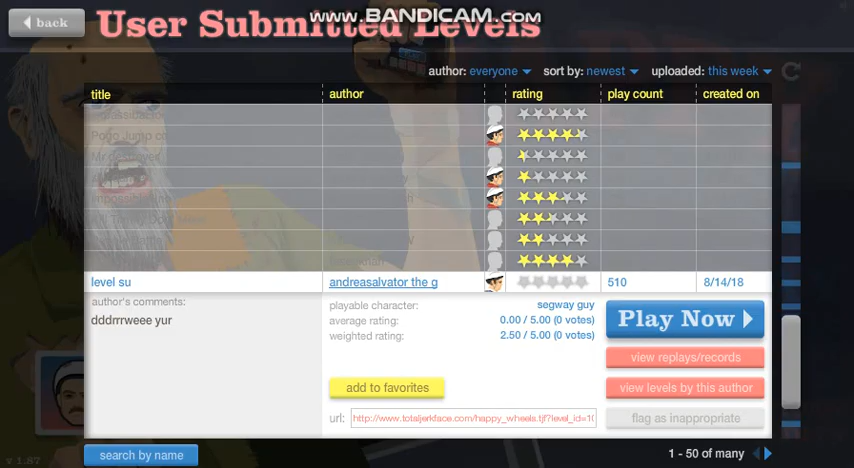 www.BANDICAM.com
back
User Submitted Levels
author: everyone
sort by: newest
uploaded: this week
title
author
rating
play count
created on
Pogo Jump
level su
andreasalvator the g
510
8/14/18
author's comments:
dddrrrweee yur
playable character:
segway guy
average rating:
0.00 / 5.00 (0 votes)
weighted rating:
2.50 / 5.00 (0 votes)
Play Now
view replays/records
add to favorites
view levels by this author
url: http://www.totaljerkface.com/happy_wheels.tjf?level_id=1(
flag as inappropriate
search by name
1 - 50 of many
v 1.87